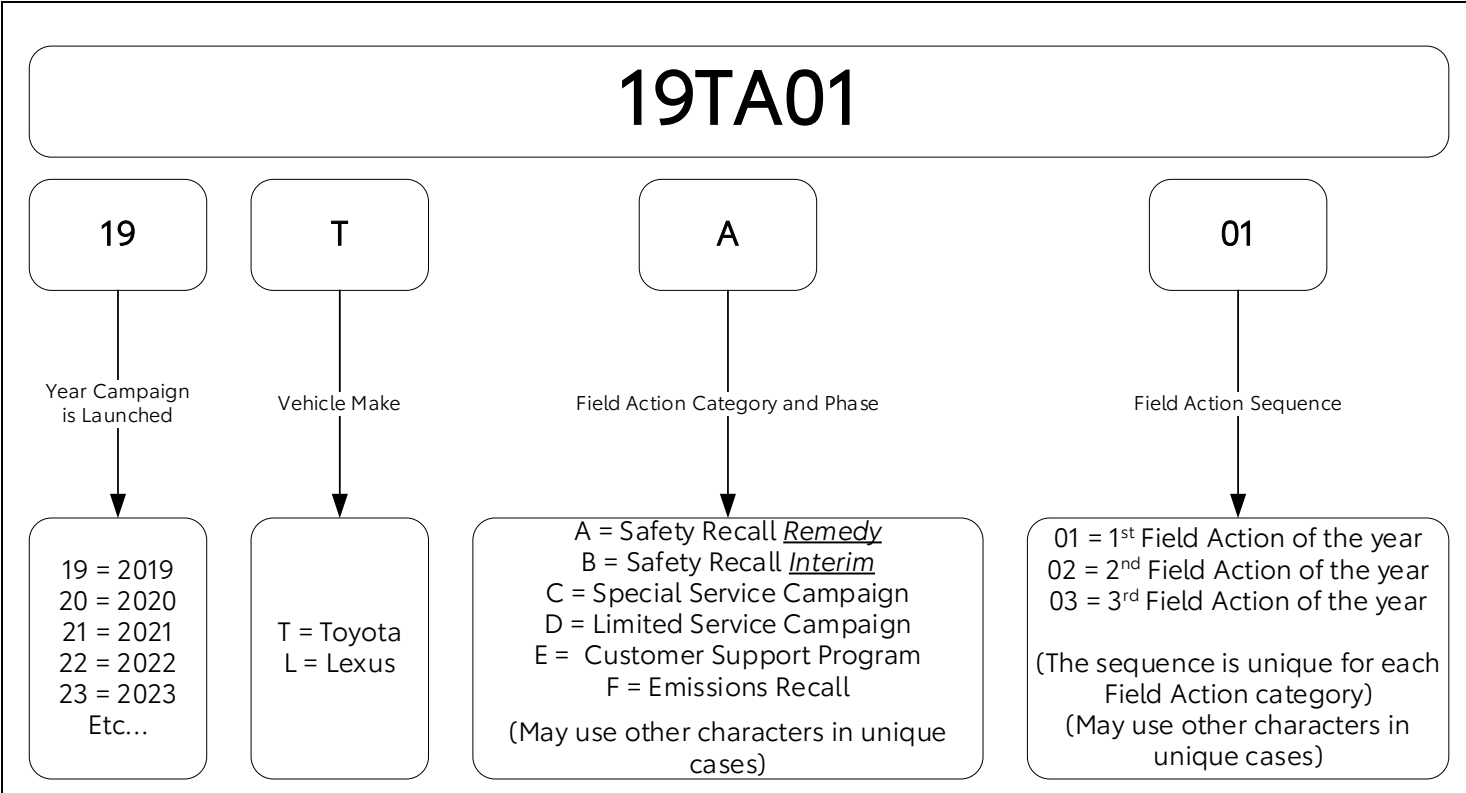 19TA01
19
T
A
01
Year Campaign
is Launched
Vehicle Make
Field Action Category and Phase
Field Action Sequence
19 = 2019
20 = 2020
21 = 2021
22 = 2022
23 = 2023
Etc...
T = Toyota
L = Lexus
A = Safety Recall Remedy
B = Safety Recall Interim
C = Special Service Campaign
D = Limited Service Campaign
E =  Customer Support Program
F = Emissions Recall
(May use other characters in unique
cases)
01 = 1st Field Action of the year
02 = 2nd Field Action of the year
03 = 3rd Field Action of the year
(The sequence is unique for each
Field Action category)
(May use other characters in
unique cases)